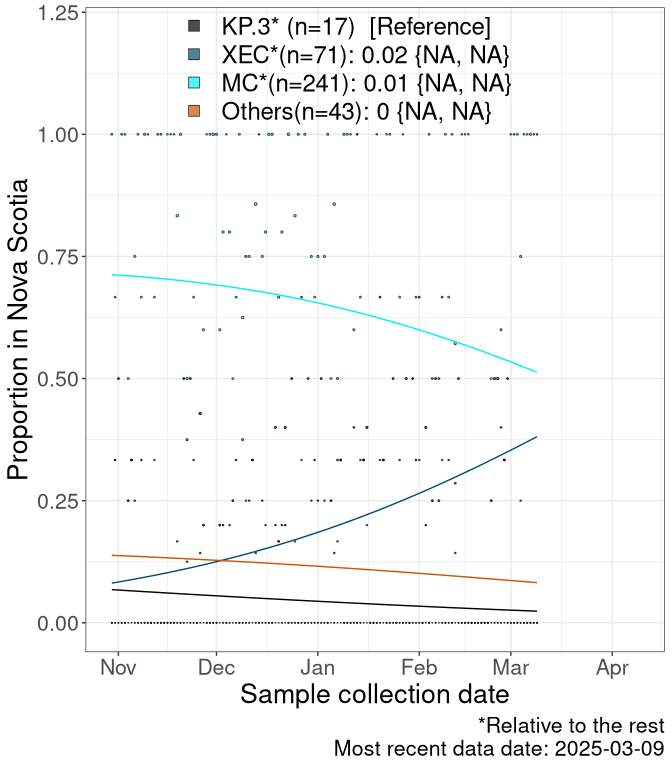 KP.3* (n=17)  [Reference]
XEC*(n=71): 0.02 {NA, NA}
MC*(n=241): 0.01 {NA, NA}
Others(n=43): 0 {NA, NA}
1.25
1.00
0.75
0.50
0.25
0.00
Proportion in Nova Scotia
Nov Dec Jan Feb Mar Apr
Sample collection date
*Relative to the rest
Most recent data date: 2025-03-09